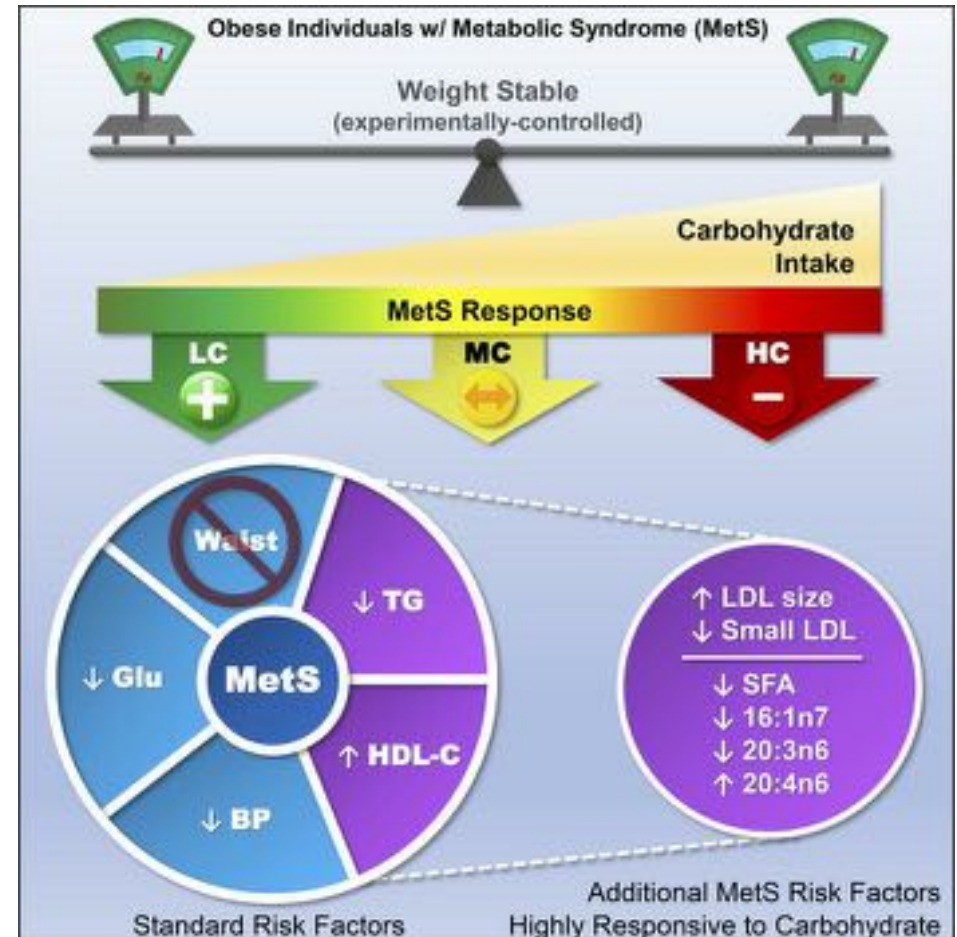 Obese Individuals w/ Metabolic Syndrome (MetS)
Weight Stable
(experimentally-controlled)
Carbohydrate
Intake
MetS Response
LC
MC
HC
Waist
↓ TG
↓ Glu
MetS
↑ HDL-C
↓ BP
↑ LDL size
↓ Small LDL
↓ SFA
↓ 16:1n7
↓ 20:3n6
↑ 20:4n6
Standard Risk Factors
Additional MetS Risk Factors
Highly Responsive to Carbohydrate